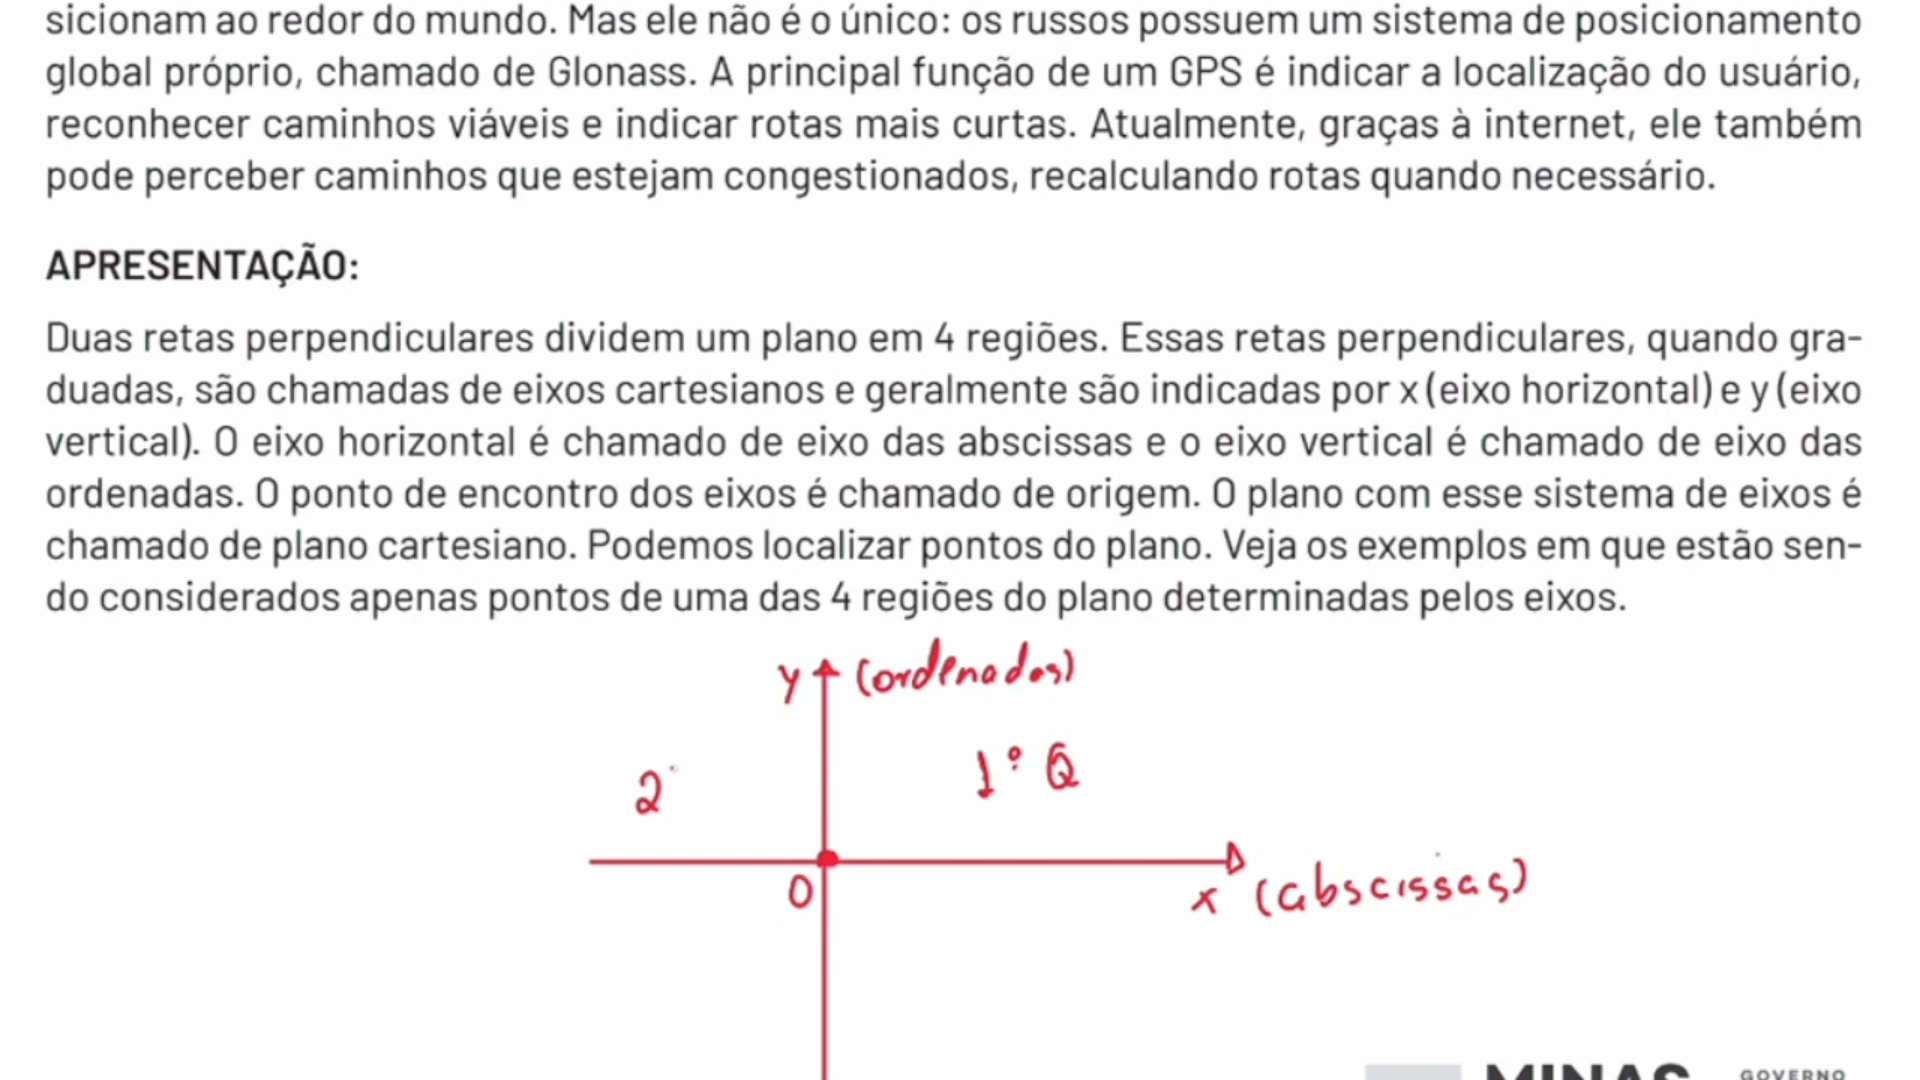 sicionam ao redor do mundo. Mas ele não é o único: os russos possuem um sistema de posicionamento
global próprio, chamado de Glonass. A principal função de um GPS é indicar a localização do usuário,
reconhecer caminhos viáveis e indicar rotas mais curtas. Atualmente, graças à internet, ele também
pode perceber caminhos que estejam congestionados, recalculando rotas quando necessário.
APRESENTAÇÃO:
Duas retas perpendiculares dividem um plano em 4 regiões. Essas retas perpendiculares, quando gra-
duadas, são chamadas de eixos cartesianos e geralmente são indicadas por x (eixo horizontal) e y (eixo
vertical). O eixo horizontal é chamado de eixo das abscissas e o eixo vertical é chamado de eixo das
ordenadas. O ponto de encontro dos eixos é chamado de origem. O plano com esse sistema de eixos é
chamado de plano cartesiano. Podemos localizar pontos do plano. Veja os exemplos em que estão sen-
do considerados apenas pontos de uma das 4 regiões do plano determinadas pelos eixos.
y (ordenadas)
2 1º Q
0 x (abscissas)
MINAS GOVERNO